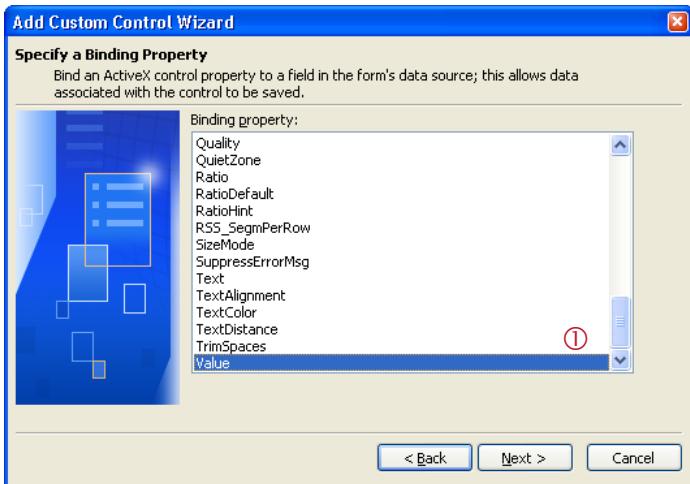 Add Custom Control Wizard
Specify a Binding Property
Bind an ActiveX control property to a field in the form's data source; this allows data
associated with the control to be saved.
Binding property:
Quality
QuietZone
Ratio
RatioDefault
RatioHint
RSS_SegmPerRow
SizeMode
SuppressErrorMsg
Text
TextAlignment
TextColor
TextDistance
TrimSpaces
①
Value
< Back Next > Cancel